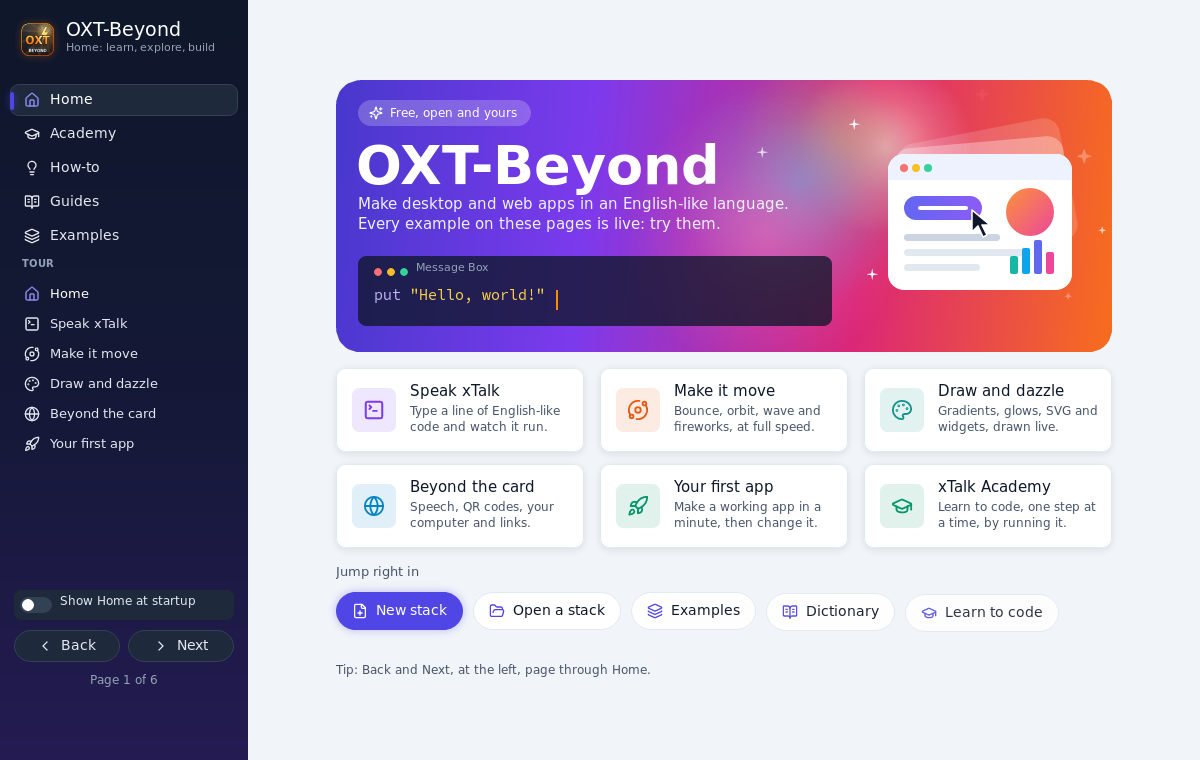 OXT
BEYOND
OXT-Beyond
Home: learn, explore, build
Home
Academy
How-to
Guides
Examples
TOUR
Home
Speak xTalk
Make it move
Draw and dazzle
Beyond the card
Your first app
Show Home at startup
Back
Next
Page 1 of 6
Free, open and yours
OXT-Beyond
Make desktop and web apps in an English-like language.
Every example on these pages is live: try them.
Message Box
put "Hello, world!"
Speak xTalk
Type a line of English-like
code and watch it run.
Make it move
Bounce, orbit, wave and
fireworks, at full speed.
Draw and dazzle
Gradients, glows, SVG and
widgets, drawn live.
Beyond the card
Speech, QR codes, your
computer and links.
Your first app
Make a working app in a
minute, then change it.
xTalk Academy
Learn to code, one step at
a time, by running it.
Jump right in
New stack
Open a stack
Examples
Dictionary
Learn to code
Tip: Back and Next, at the left, page through Home.